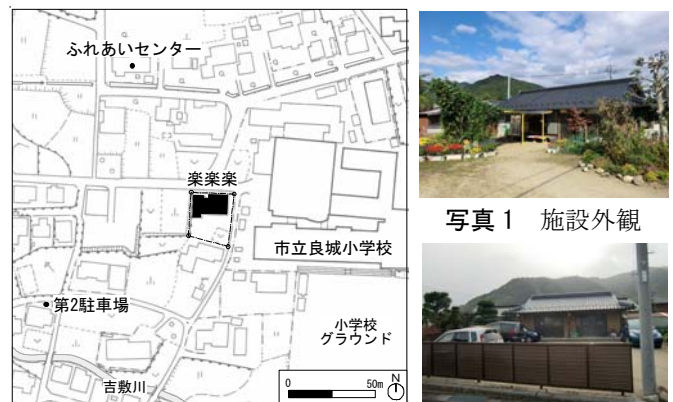 ふれあいセンター
楽楽楽
市立良城小学校
第2駐車場
小学校
グラウンド
吉敷川
0 50m N
写真1 施設外観